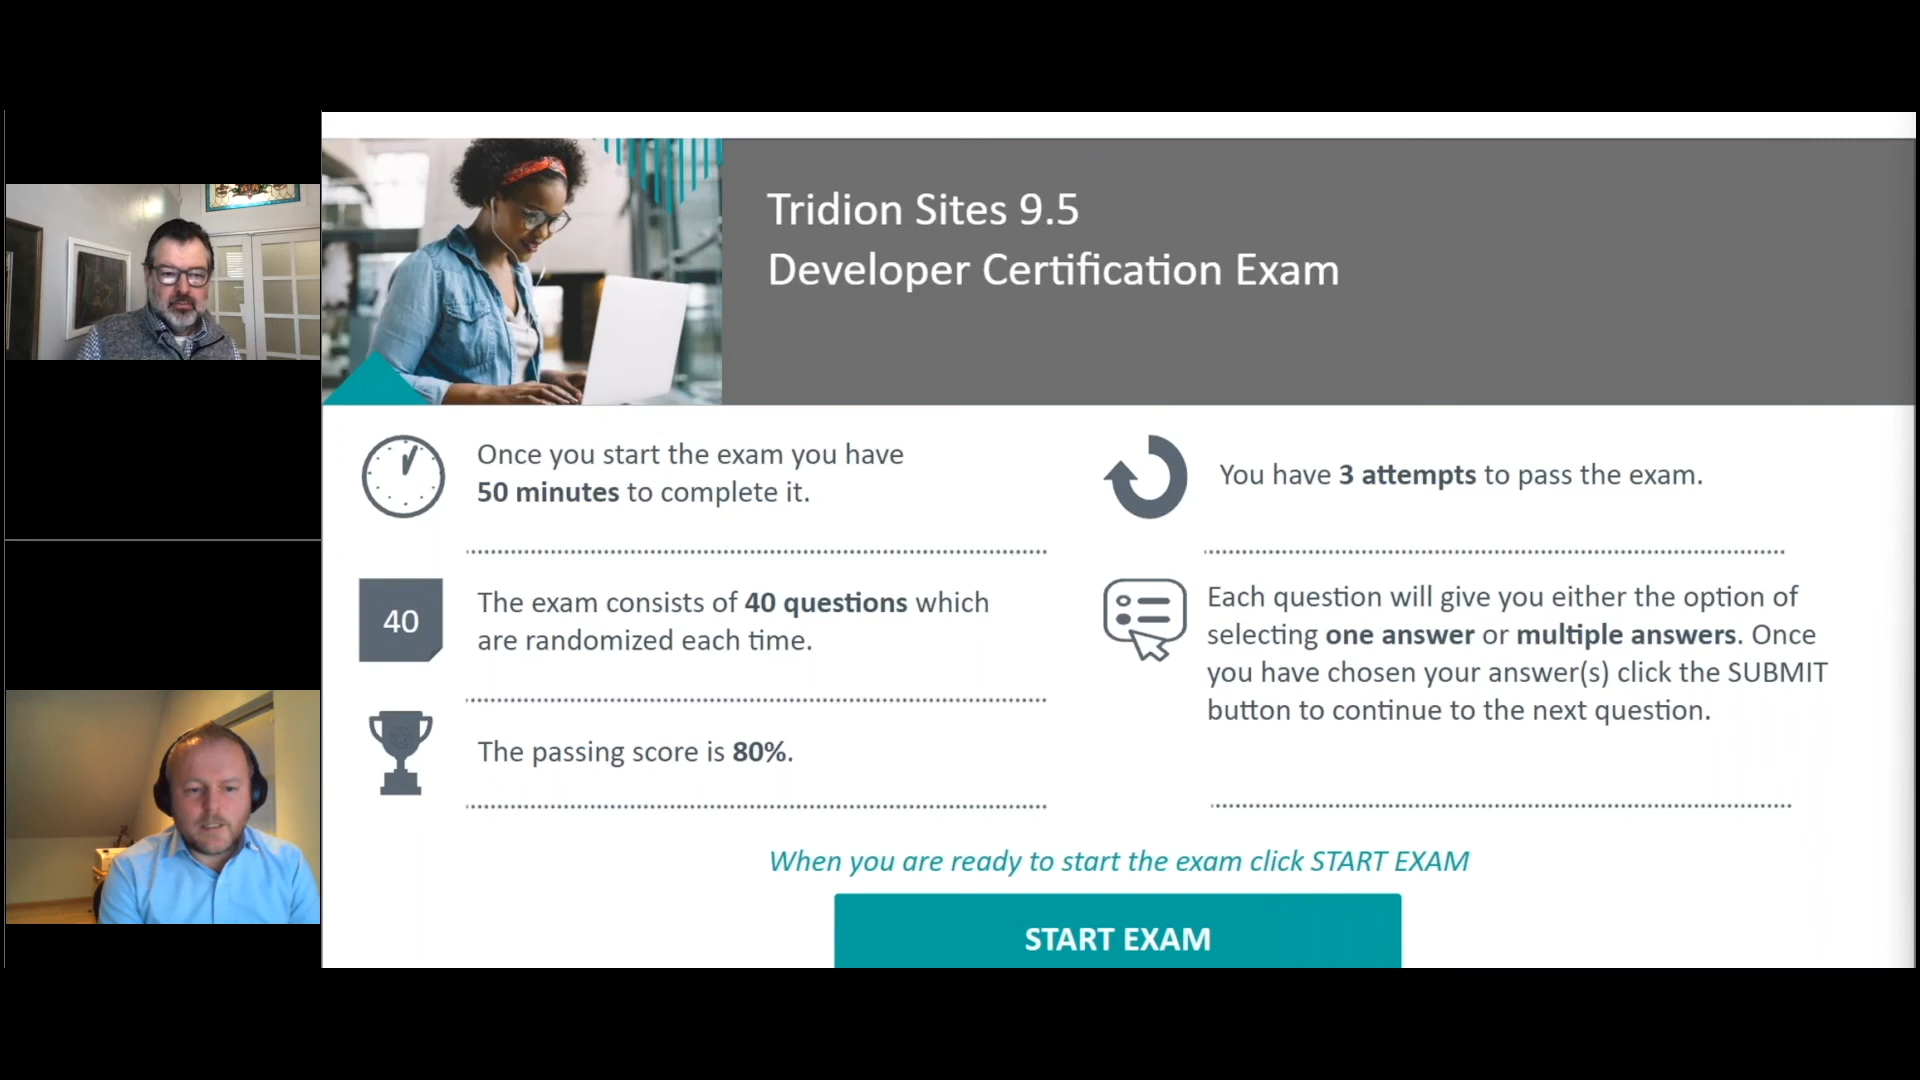 Tridion Sites 9.5
Developer Certification Exam
Once you start the exam you have
50 minutes to complete it.
You have 3 attempts to pass the exam.
40
The exam consists of 40 questions which
are randomized each time.
Each question will give you either the option of
selecting one answer or multiple answers. Once
you have chosen your answer(s) click the SUBMIT
button to continue to the next question.
The passing score is 80%.
When you are ready to start the exam click START EXAM
START EXAM